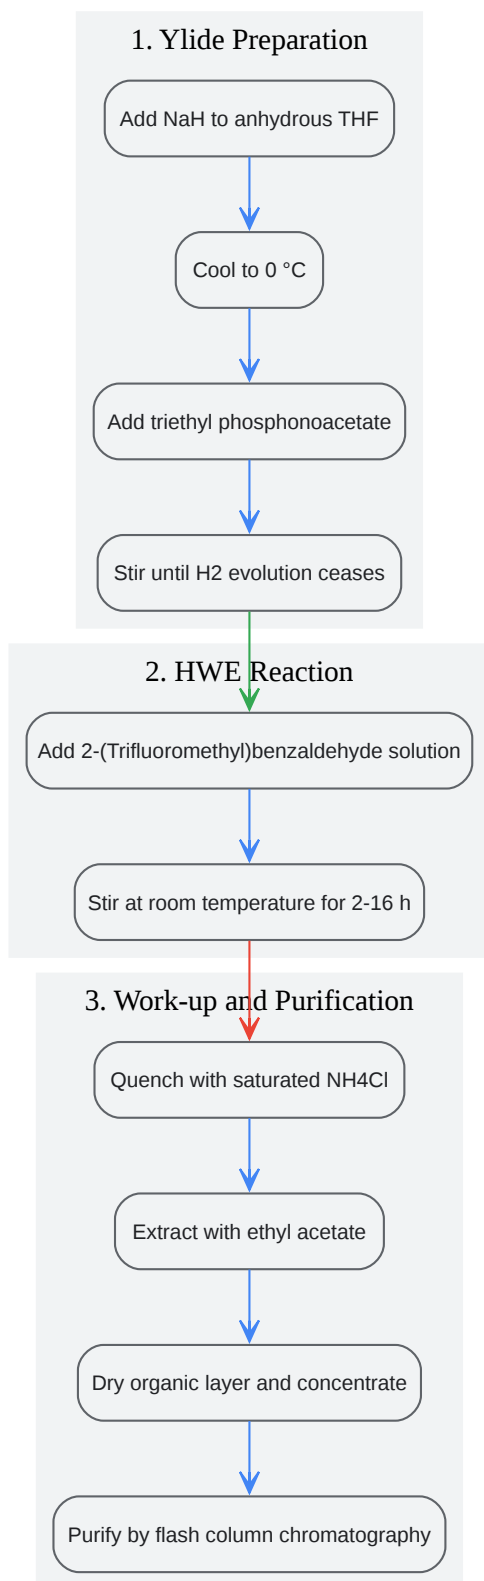 1. Ylide Preparation
Add NaH to anhydrous THF
Cool to 0 °C
Add triethyl phosphonoacetate
Stir until H2 evolution ceases
2. HWE Reaction
Add 2-(Trifluoromethyl)benzaldehyde solution
Stir at room temperature for 2-16 h
3. Work-up and Purification
Quench with saturated NH4Cl
Extract with ethyl acetate
Dry organic layer and concentrate
Purify by flash column chromatography